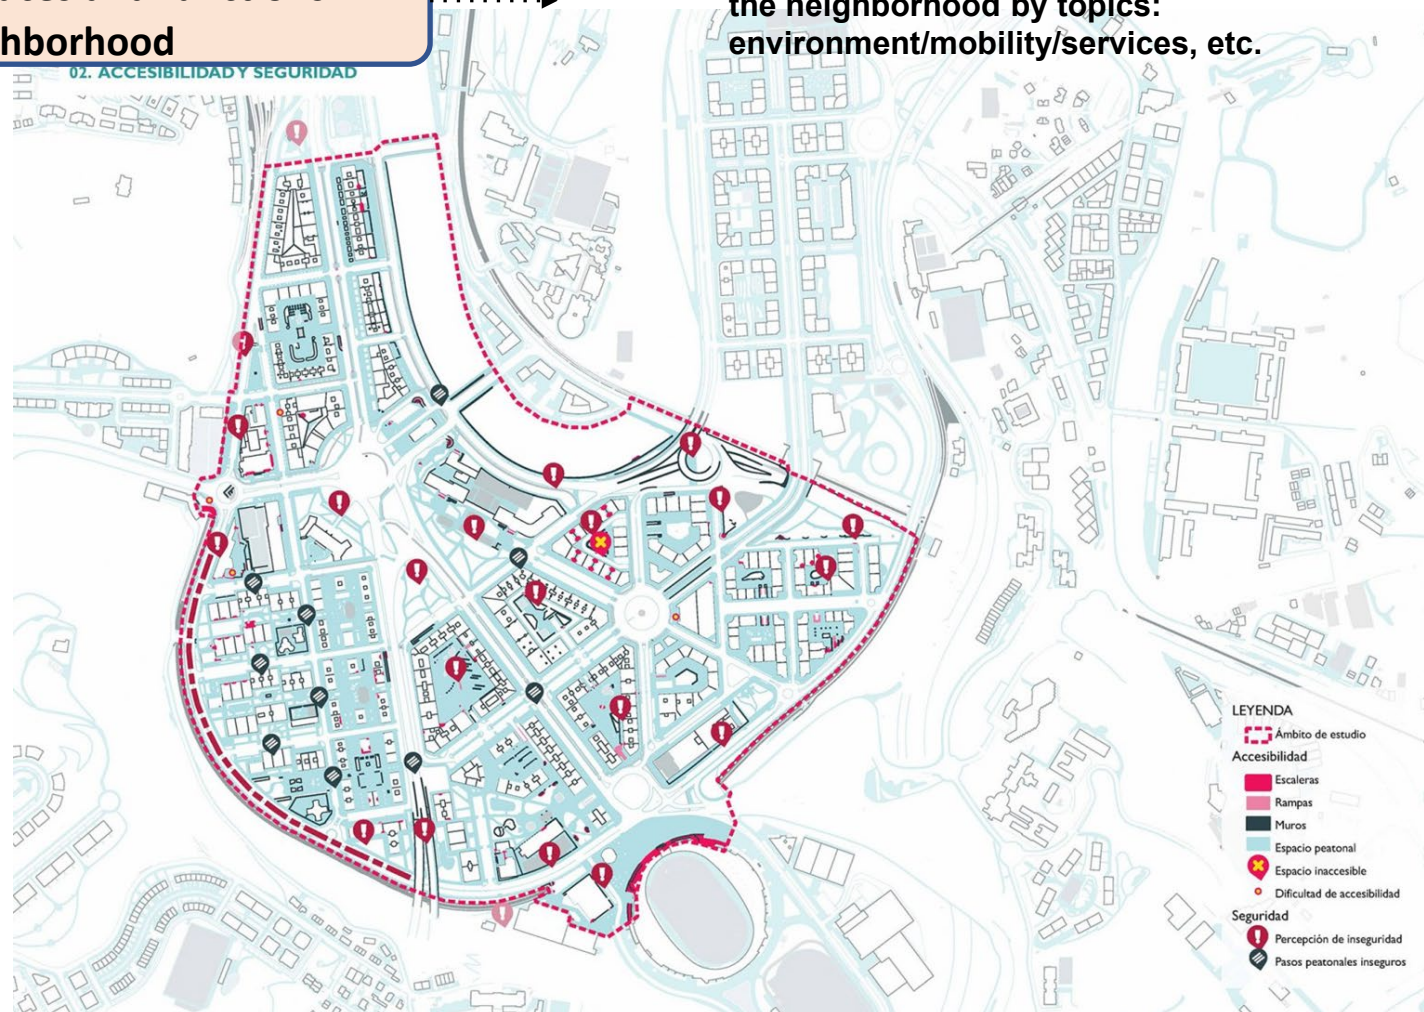 hborhood
the neighborhood by topics:
environment/mobility/services, etc.
02. ACCESIBILIDAD Y SEGURIDAD
LEYENDA
Ámbito de estudio
Accesibilidad
Escaleras
Rampas
Muros
Espacio peatonal
Espacio inaccesible
Dificultad de accesibilidad
Seguridad
Percepción de inseguridad
Pasos peatonales inseguros